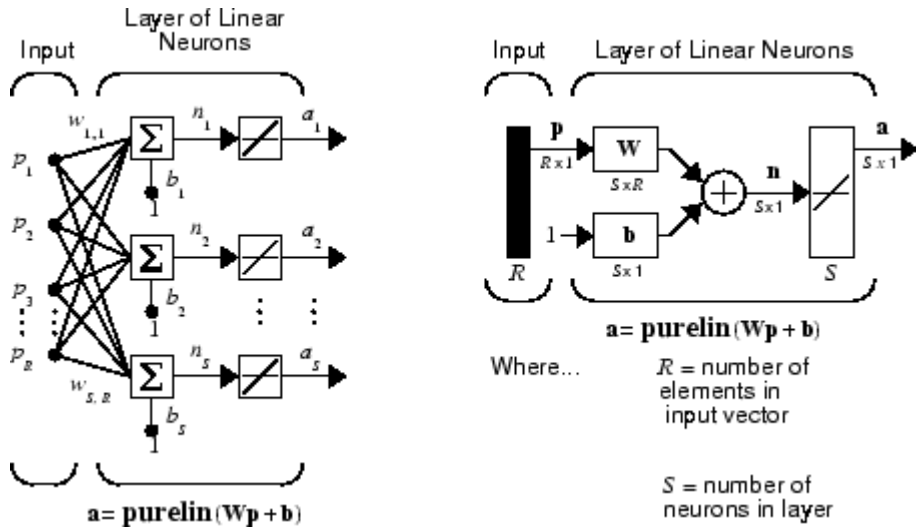 Layer of Linear
Neurons
Input
w1,1
n1
a1
p1
b1
1
p2
n2
a2
p3
b2
1
pR
nS
aS
wS,R
bS
1
a= purelin (Wp + b)
Input
Layer of Linear Neurons
p
a
W
R x 1
S x 1
S x R
n
S x 1
1
b
S x 1
R
S
a= purelin (Wp + b)
Where...
R = number of
elements in
input vector
S = number of
neurons in layer